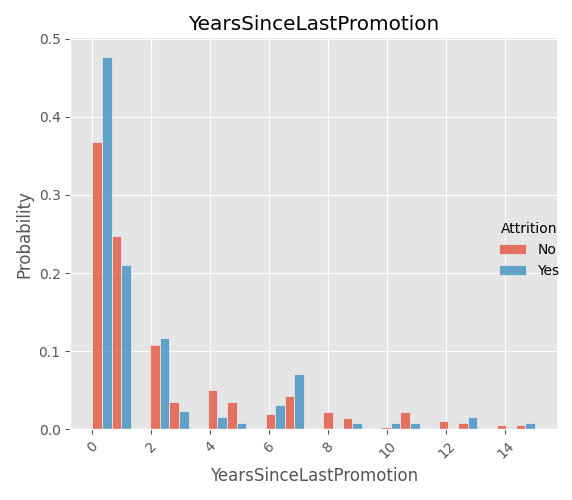 YearsSinceLastPromotion
0.5
0.4
0.3
0.2
0.1
0.0
Probability
Attrition
No
Yes
0 2 4 6 8 10 12 14
YearsSinceLastPromotion